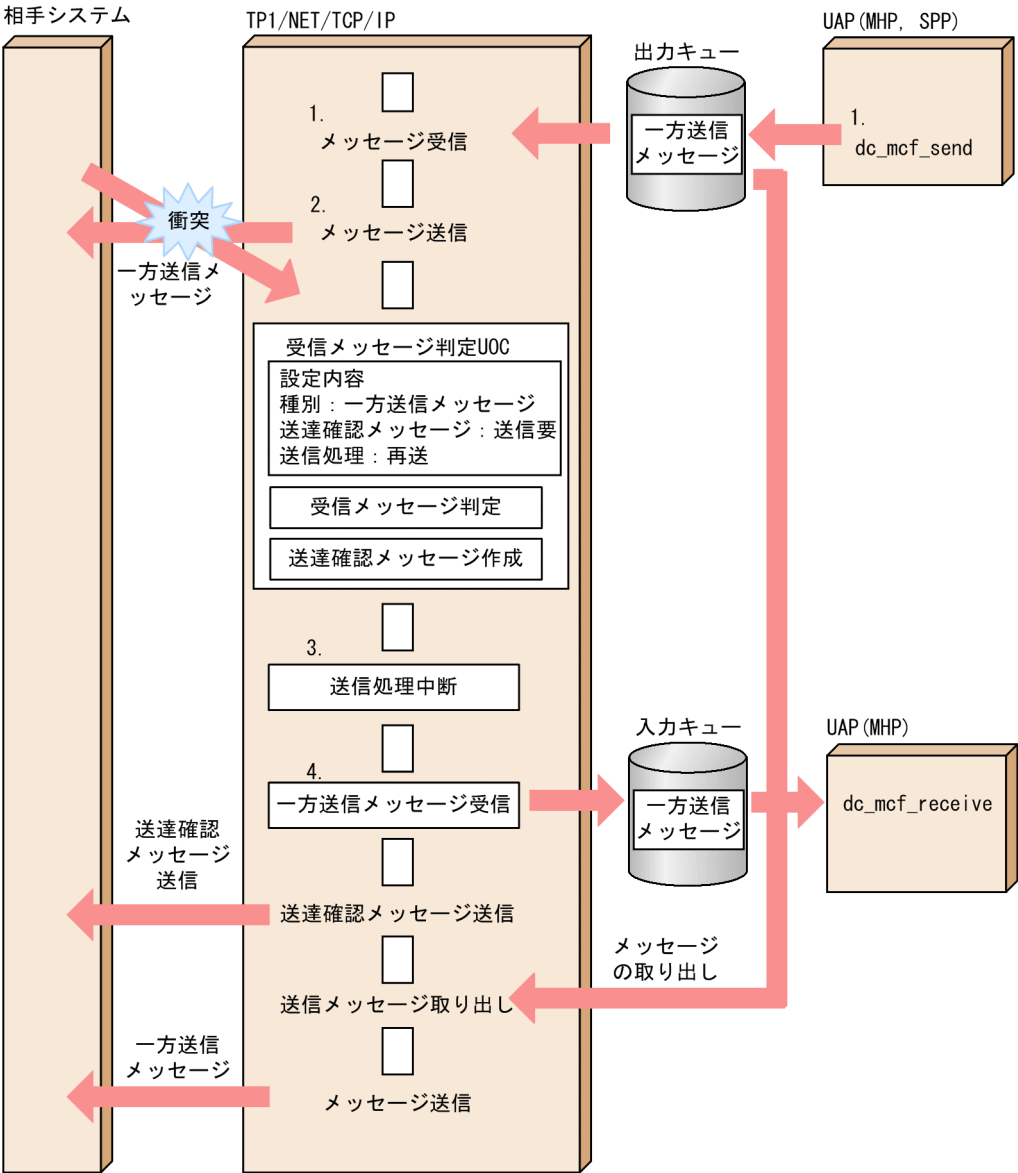 相手システム
TP1/NET/TCP/IP
UAP(MHP, SPP)
出力キュー
1.
メッセージ受信
一方送信
メッセージ
1.
dc_mcf_send
衝突
2.
メッセージ送信
一方送信メ
ッセージ
受信メッセージ判定UOC
設定内容
種別：一方送信メッセージ
送達確認メッセージ：送信要
送信処理：再送
受信メッセージ判定
送達確認メッセージ作成
3.
送信処理中断
入力キュー
UAP(MHP)
4.
一方送信メッセージ受信
一方送信
メッセージ
dc_mcf_receive
送達確認
メッセージ
送信
送達確認メッセージ送信
メッセージ
の取り出し
送信メッセージ取り出し
一方送信
メッセージ
メッセージ送信